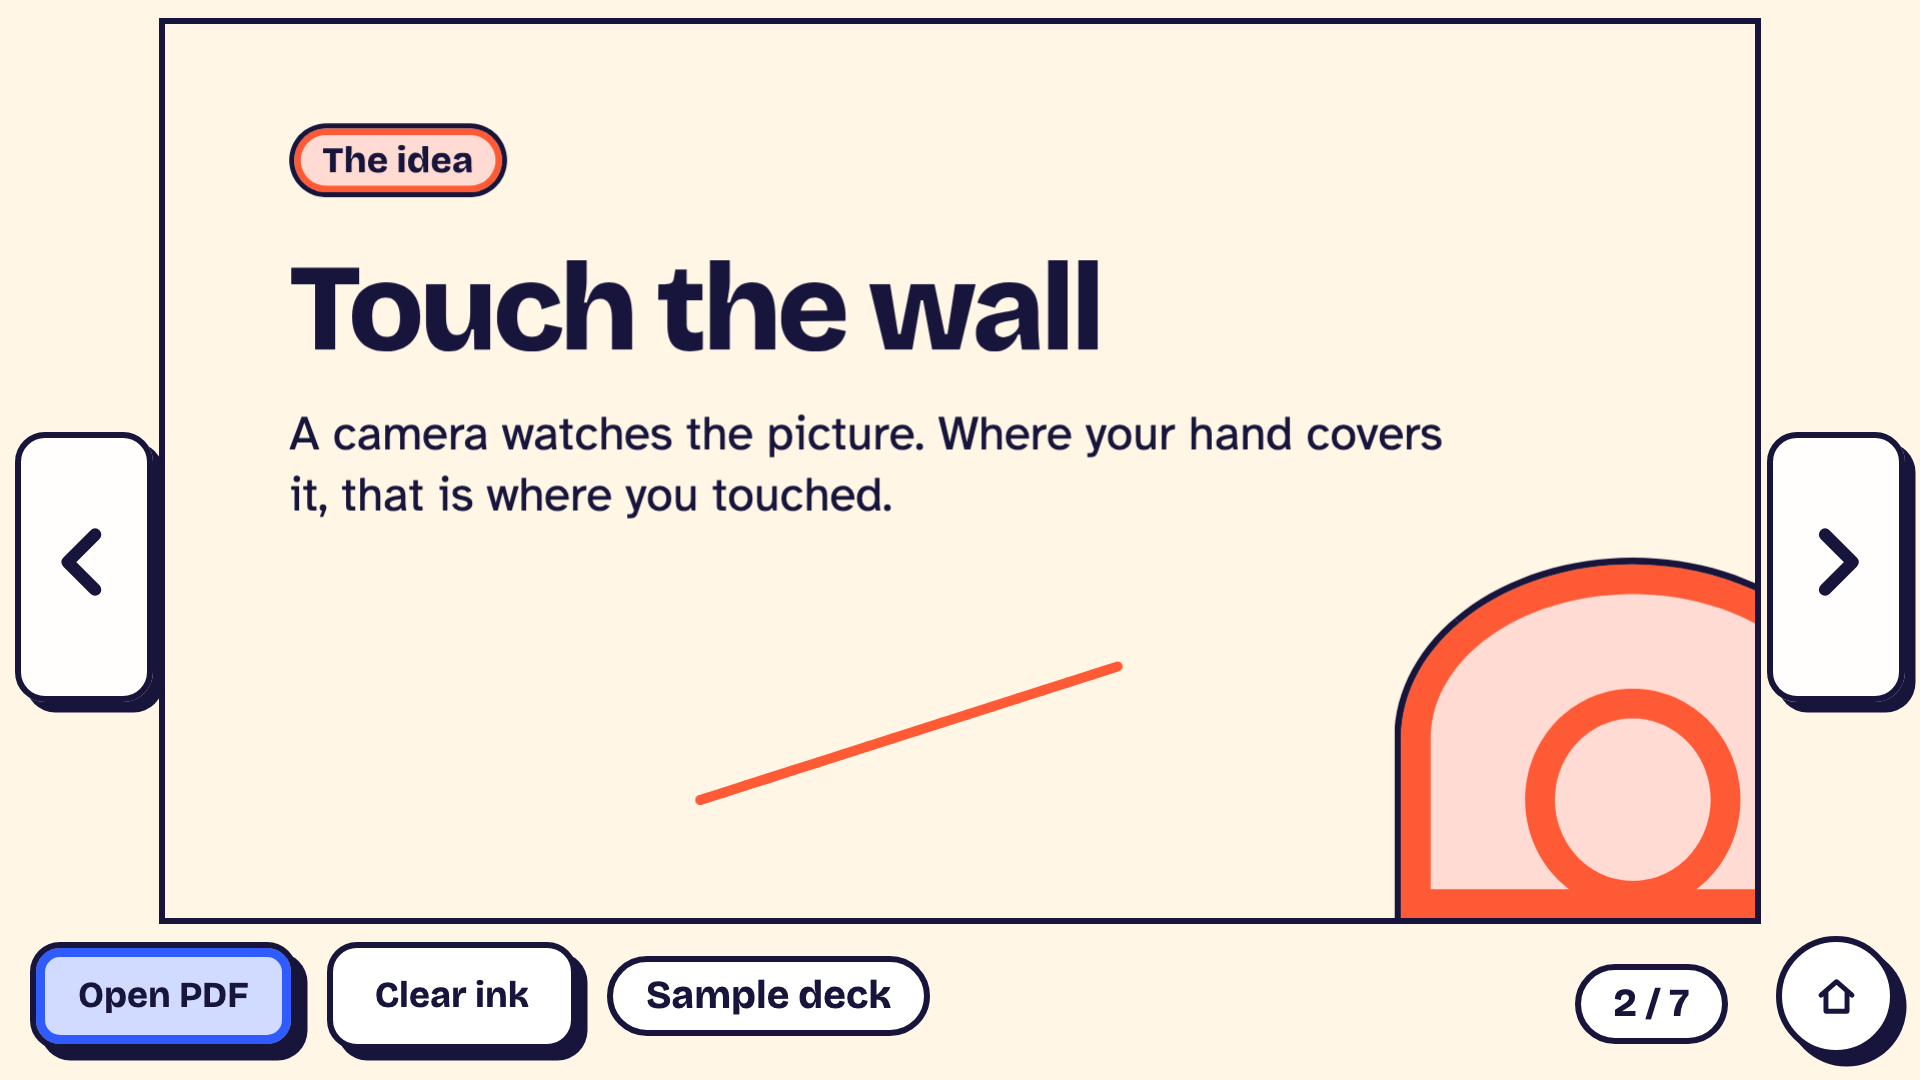 The idea
Touch the wall
A camera watches the picture. Where your hand covers
it, that is where you touched.
Open PDF
Clear ink
Sample deck
2 / 7